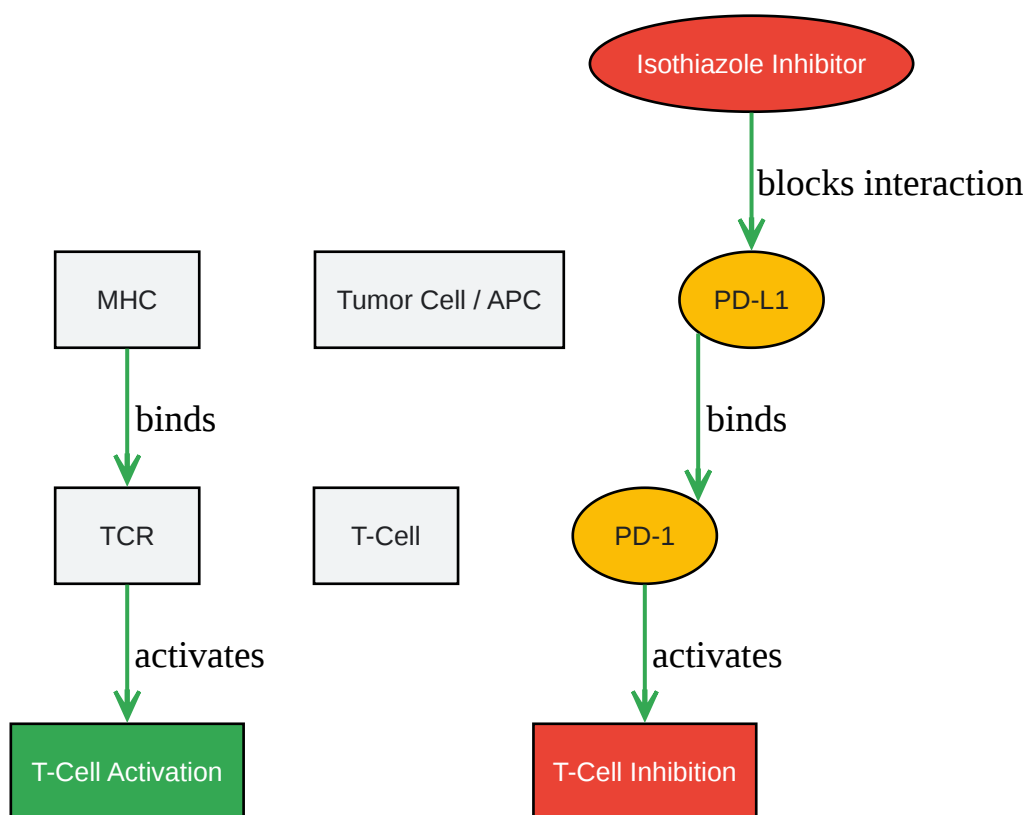 Isothiazole Inhibitor
blocks interaction
MHC
Tumor Cell / APC
PD-L1
binds
binds
TCR
T-Cell
PD-1
activates
activates
T-Cell Activation
T-Cell Inhibition